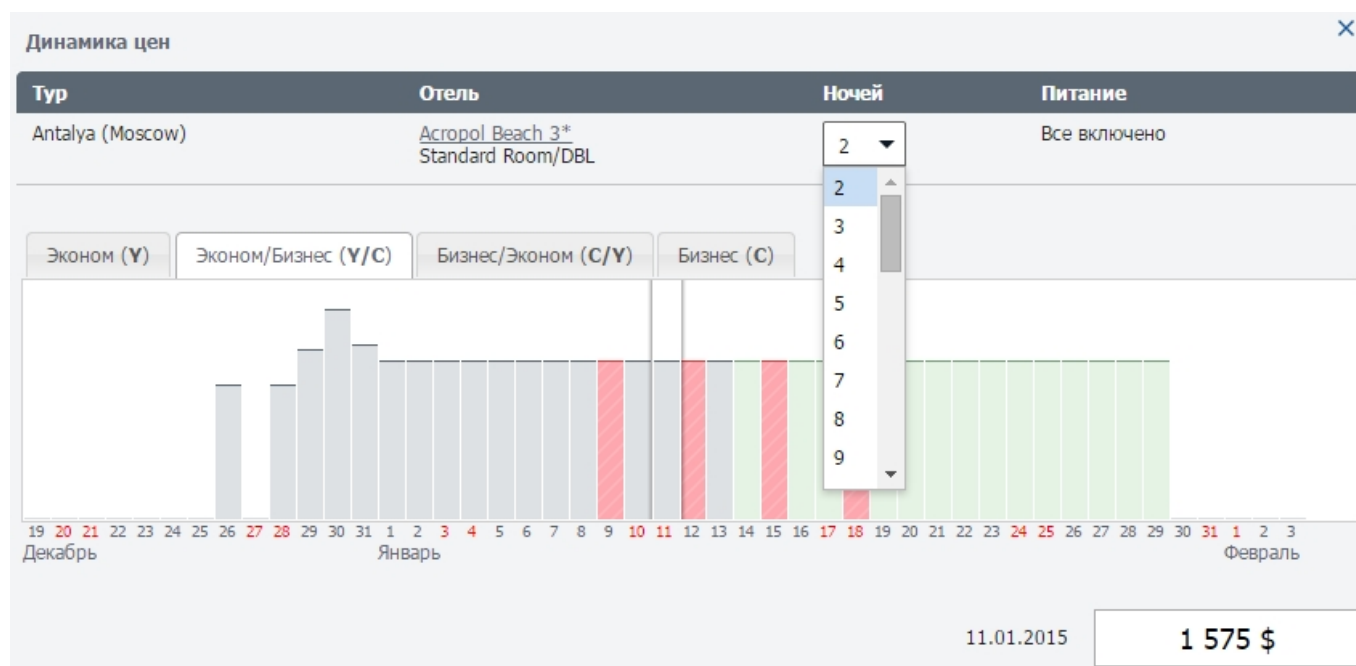 Динамика цен
×
Тур Отель Ночей Питание
Antalya (Moscow) Acropol Beach 3* 2 Все включено
Standard Room/DBL
2
3
4
5
6
7
8
9
Эконом (Y) Эконом/Бизнес (Y/C) Бизнес/Эконом (C/Y) Бизнес (C)
19 20 21 22 23 24 25 26 27 28 29 30 31 1 2 3 4 5 6 7 8 9 10 11 12 13 14 15 16 17 18 19 20 21 22 23 24 25 26 27 28 29 30 31 1 2 3
Декабрь Январь Февраль
11.01.2015 1 575 $